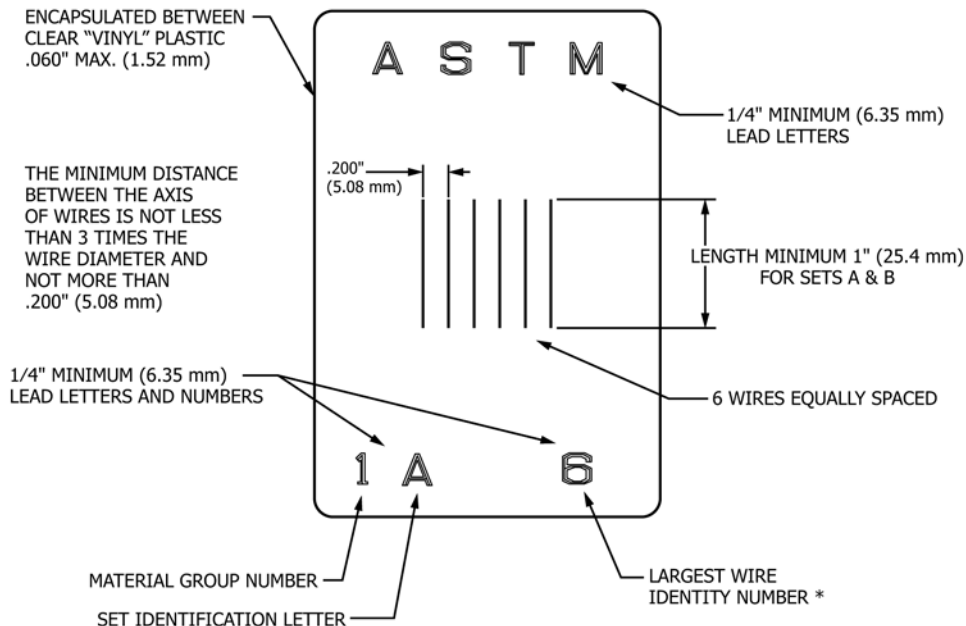 ENCAPSULATED BETWEEN
CLEAR “VINYL” PLASTIC
.060" MAX. (1.52 mm)
A S T M
1/4" MINIMUM (6.35 mm)
LEAD LETTERS
THE MINIMUM DISTANCE
BETWEEN THE AXIS
OF WIRES IS NOT LESS
THAN 3 TIMES THE
WIRE DIAMETER AND
NOT MORE THAN
.200" (5.08 mm)
.200"
(5.08 mm)
LENGTH MINIMUM 1" (25.4 mm)
FOR SETS A & B
1/4" MINIMUM (6.35 mm)
LEAD LETTERS AND NUMBERS
6 WIRES EQUALLY SPACED
1 A 6
MATERIAL GROUP NUMBER
SET IDENTIFICATION LETTER
LARGEST WIRE
IDENTITY NUMBER *